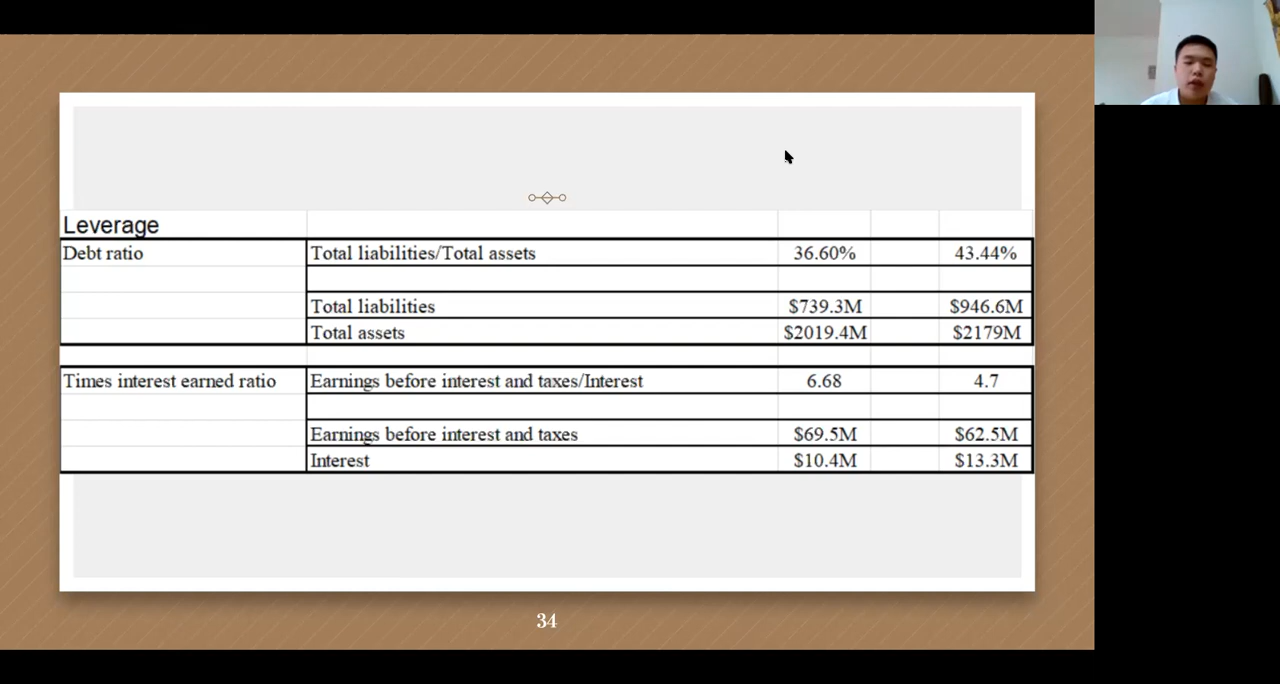 Leverage
Debt ratio Total liabilities/Total assets 36.60% 43.44%
Total liabilities $739.3M $946.6M
Total assets $2019.4M $2179M
Times interest earned ratio Earnings before interest and taxes/Interest 6.68 4.7
Earnings before interest and taxes $69.5M $62.5M
Interest $10.4M $13.3M
34